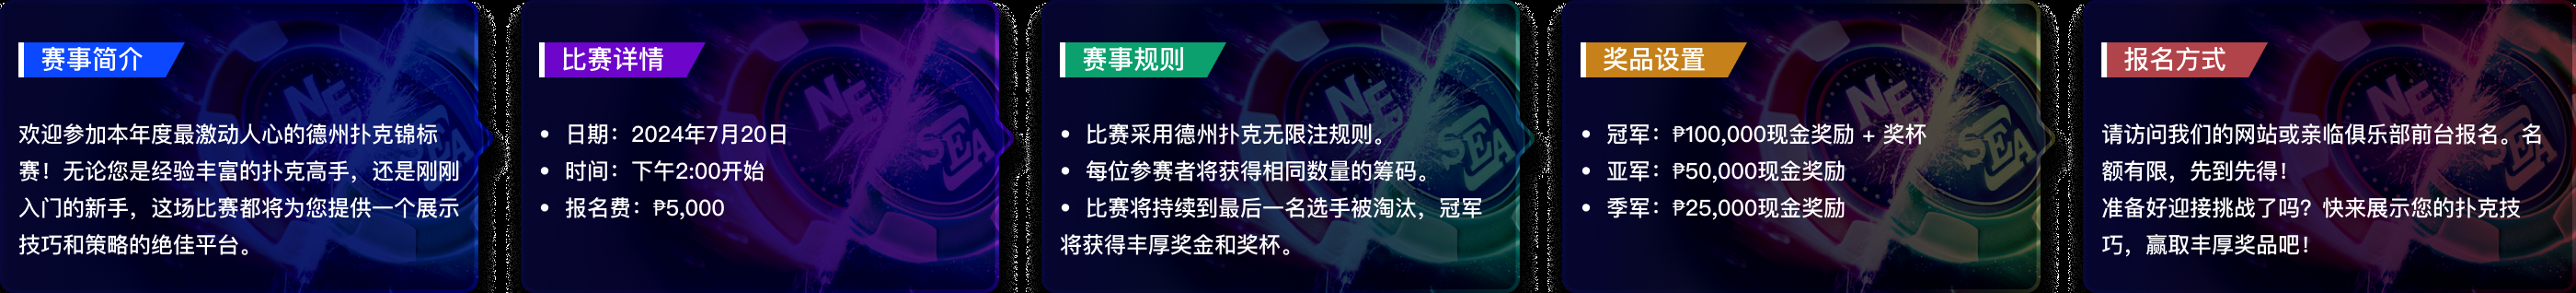 赛事简介
欢迎参加本年度最激动人心的德州扑克锦标
赛！无论您是经验丰富的扑克高手，还是刚刚
入门的新手，这场比赛都将为您提供一个展示
技巧和策略的绝佳平台。
比赛详情
• 日期：2024年7月20日
• 时间：下午2:00开始
• 报名费：₱5,000
赛事规则
• 比赛采用德州扑克无限注规则。
• 每位参赛者将获得相同数量的筹码。
• 比赛将持续到最后一名选手被淘汰，冠军
将获得丰厚奖金和奖杯。
奖品设置
• 冠军：₱100,000现金奖励 + 奖杯
• 亚军：₱50,000现金奖励
• 季军：₱25,000现金奖励
报名方式
请访问我们的网站或亲临俱乐部前台报名。名
额有限，先到先得！
准备好迎接挑战了吗？快来展示您的扑克技
巧，赢取丰厚奖品吧！